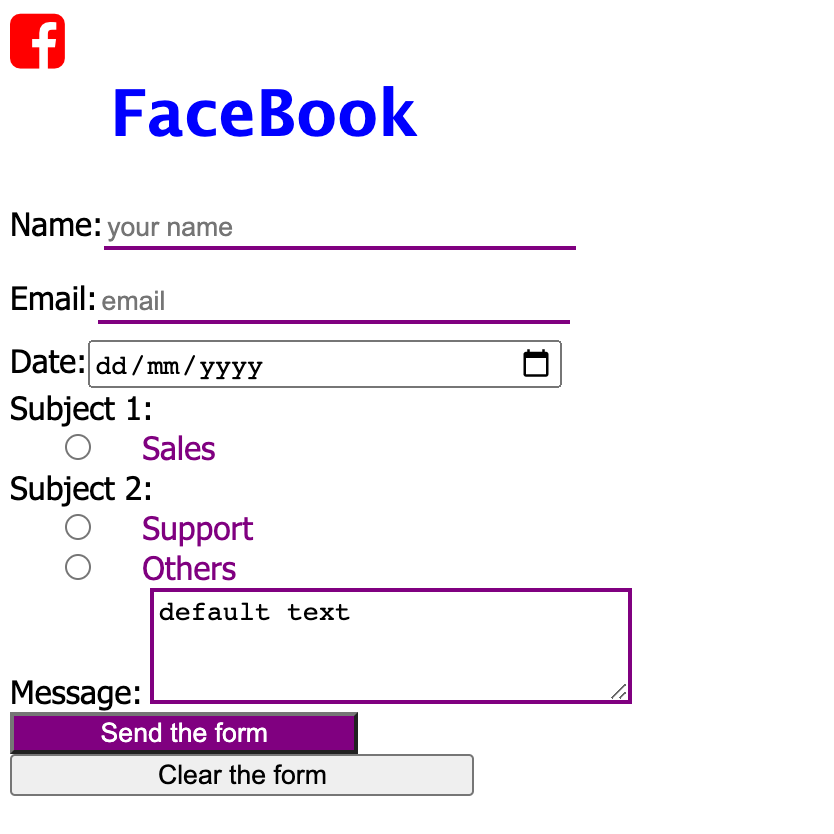 FaceBook
Name: your name
Email: email
Date: dd/mm/yyyy
Subject 1:
Sales
Subject 2:
Support
Others
default text
Message:
Send the form
Clear the form